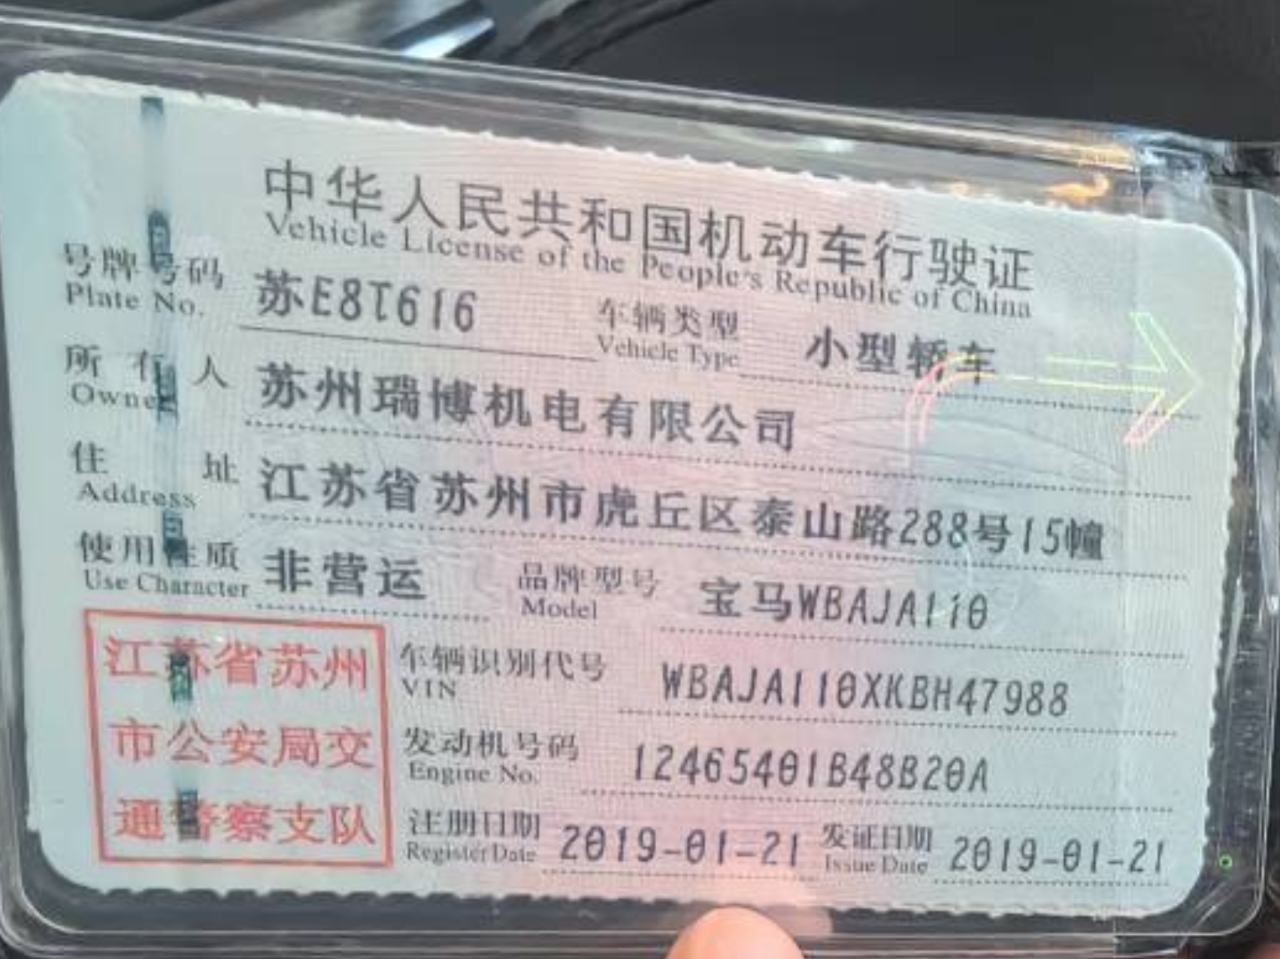 中华人民共和国机动车行驶证
Vehicle License of the People's Republic of China
号牌号码 苏E8T616 车辆类型 小型轿车
Plate No. Vehicle Type
所有人 苏州瑞博机电有限公司
Owner
住址 江苏省苏州市虎丘区泰山路288号15幢
Address
使用性质 非营运 品牌型号 宝马WBAJA110
Use Character Model
江苏省苏州
市公安局交
通警察支队
车辆识别代号 WBAJA110XKBH47988
VIN
发动机号码 12465401B48B20A
Engine No.
注册日期 2019-01-21 发证日期 2019-01-21
Register Date Issue Date